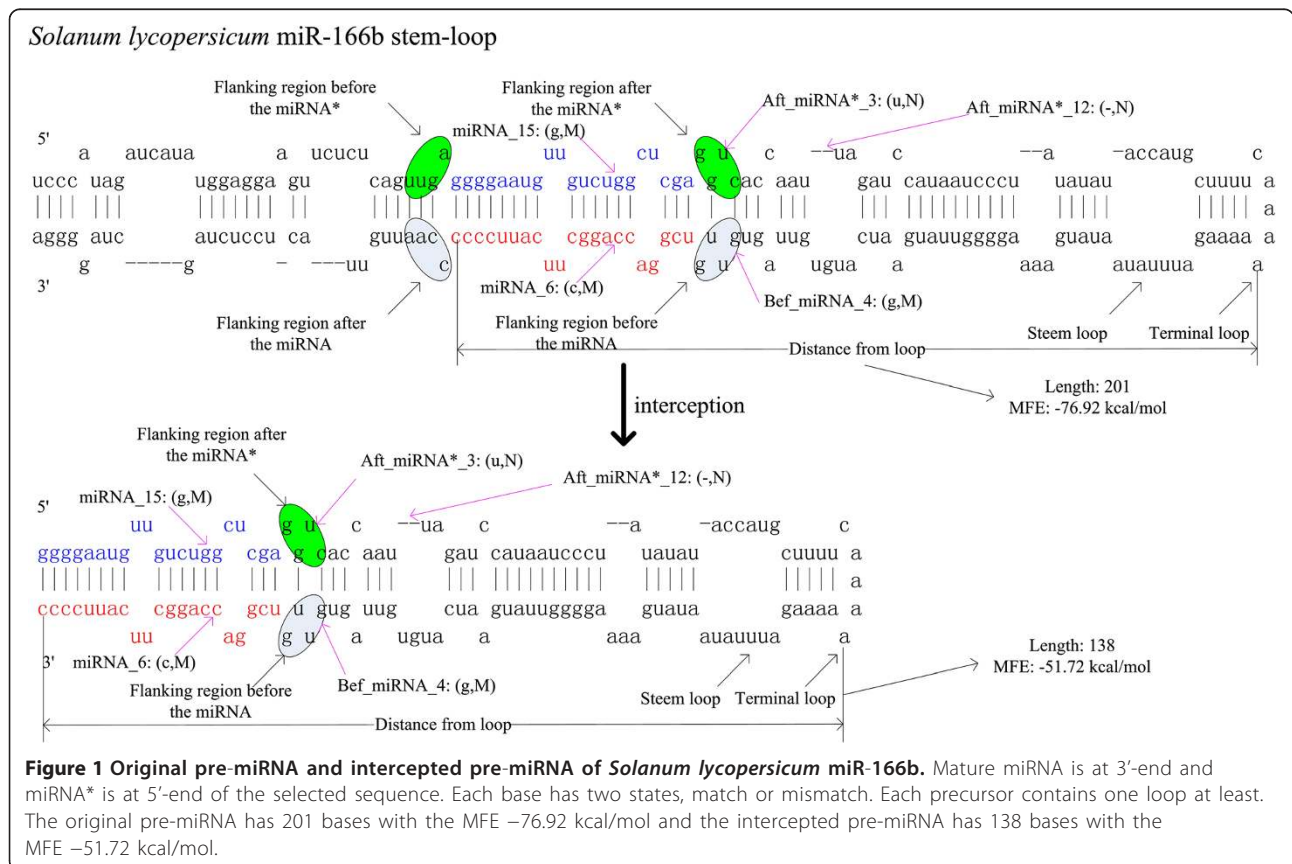 Solanum lycopersicum miR-166b stem-loop
Flanking region before
the miRNA*
Flanking region after
the miRNA*
Aft_miRNA*_3: (u,N)
Aft_miRNA*_12: (-,N)
miRNA_15: (g,M)
5'
a aucaua a ucucu a uu cu g u c --ua c --a -accaug c
uccc uag uggagga gu caguug ggggaaug gucugg cga g cac aau gau cauaaucccu uauau cuuuu a
a
aggg auc aucuccu ca guuaac ccccuuac cggacc gcu u gug uug cua guauugggga guaua gaaaa a
g -----g - ---uu c uu ag g u a ugua a aaa auauuua a
3'
miRNA_6: (c,M)
Bef_miRNA_4: (g,M)
Flanking region after
the miRNA
Flanking region before
the miRNA
Steem loop
Terminal loop
Distance from loop
Length: 201
MFE: -76.92 kcal/mol
interception
Flanking region after
the miRNA*
Aft_miRNA*_3: (u,N)
Aft_miRNA*_12: (-,N)
miRNA_15: (g,M)
5'
uu cu g u c --ua c --a -accaug c
ggggaaug gucugg cga g cac aau gau cauaaucccu uauau cuuuu a
a
ccccuuac cggacc gcu u gug uug cua guauugggga guaua gaaaa a
uu ag g u a ugua a aaa auauuua a
3'
miRNA_6: (c,M)
Flanking region before
the miRNA
Bef_miRNA_4: (g,M)
Steem loop
Terminal loop
Distance from loop
Length: 138
MFE: -51.72 kcal/mol
Figure 1 Original pre-miRNA and intercepted pre-miRNA of Solanum lycopersicum miR-166b. Mature miRNA is at 3’-end and
miRNA* is at 5’-end of the selected sequence. Each base has two states, match or mismatch. Each precursor contains one loop at least.
The original pre-miRNA has 201 bases with the MFE −76.92 kcal/mol and the intercepted pre-miRNA has 138 bases with the
MFE −51.72 kcal/mol.